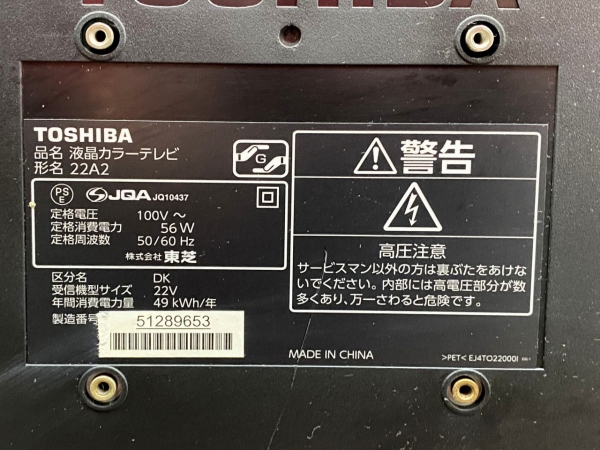 TOSHIBA
TOSHIBA
品名 液晶カラーテレビ
形名 22A2
G
PS
E
JQA JQ10437
定格電圧 100V ～
定格消費電力 56 W
定格周波数 50/60 Hz
株式会社 東芝
区分名 DK
受信機型サイズ 22V
年間消費電力量 49 kWh/年
製造番号 51289653
警告
高圧注意
サービスマン以外の方は裏ぶたをあけな
いでください。内部には高電圧部分が数
多くあり、万一さわると危険です。
MADE IN CHINA
>PET< EJ4TO22000I